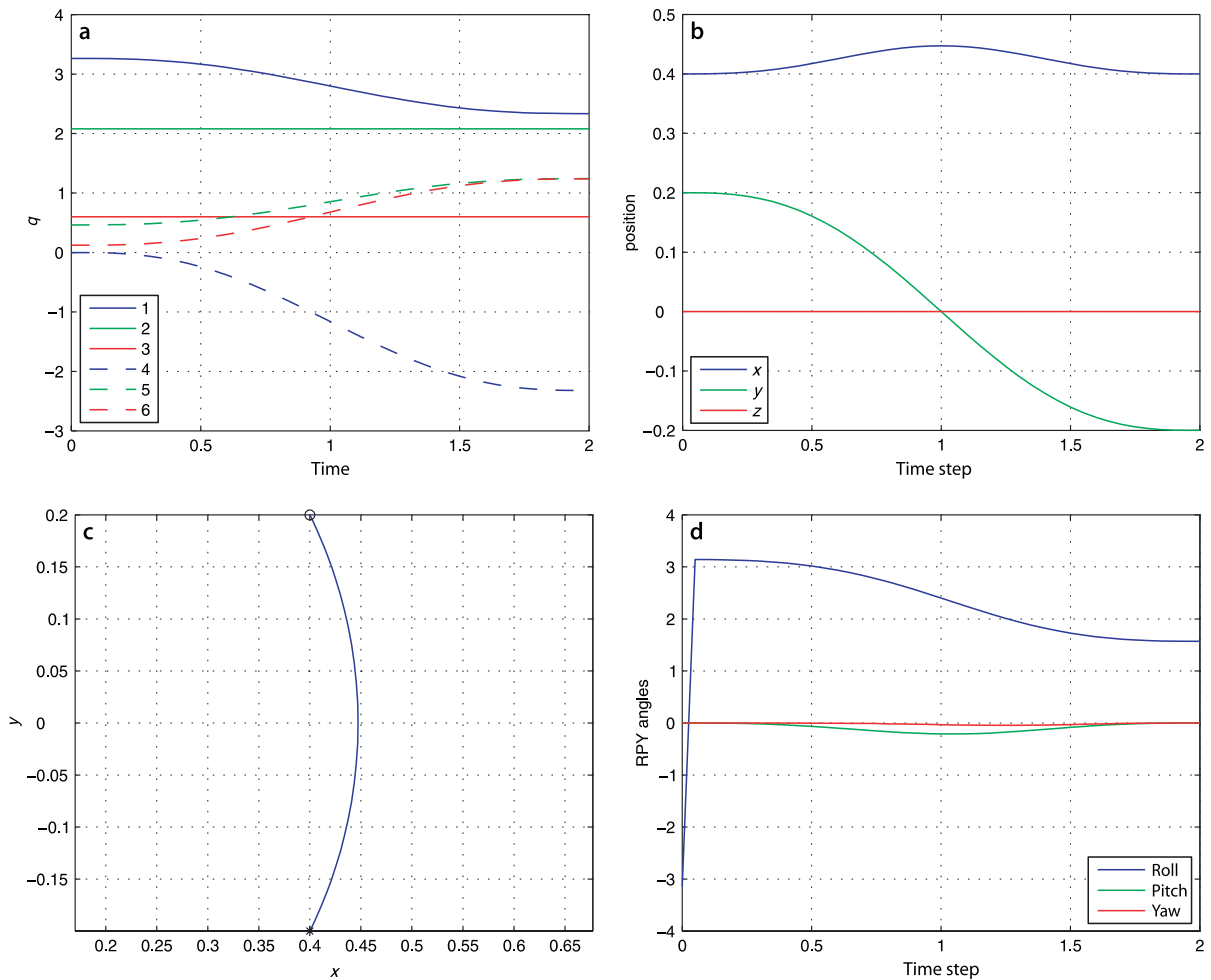 a
4
3
2
1
0
−1
−2
−3
q
1
2
3
4
5
6
0 0.5 1 1.5 2
Time
b
0.5
0.4
0.3
0.2
0.1
0
−0.1
−0.2
position
x
y
z
0 0.5 1 1.5 2
Time step
c
0.2
0.15
0.1
0.05
0
−0.05
−0.1
−0.15
y
0.2 0.25 0.3 0.35 0.4 0.45 0.5 0.55 0.6 0.65
x
d
4
3
2
1
0
−1
−2
−3
−4
RPY angles
Roll
Pitch
Yaw
0 0.5 1 1.5 2
Time step